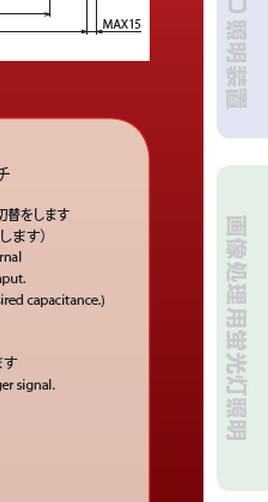 MAX15
チ
切替をします
します）
rnal
nput.
sired capacitance.)
ます
ger signal.
照明装置
画像処理用蛍光灯照明